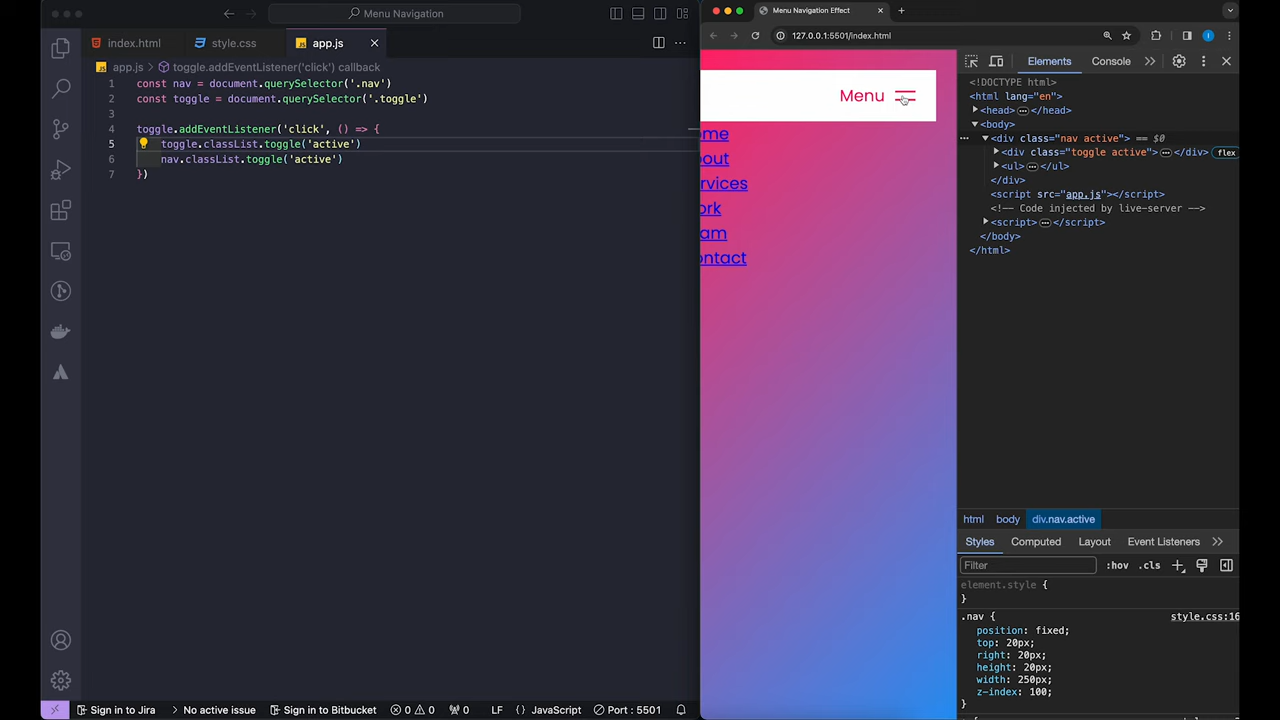 Menu Navigation
index.html
style.css
JS app.js
JS app.js > toggle.addEventListener('click') callback
1 const nav = document.querySelector('.nav')
2 const toggle = document.querySelector('.toggle')
3
4 toggle.addEventListener('click', () => {
5 toggle.classList.toggle('active')
6 nav.classList.toggle('active')
7 })
Sign in to Jira
No active issue
Sign in to Bitbucket
0 0
0
LF
{} JavaScript
Port : 5501
Menu Navigation Effect
127.0.0.1:5501/index.html
Menu
ome
bout
rvices
ork
am
ontact
Elements
Console
<!DOCTYPE html>
<html lang="en">
<head> … </head>
<body>
… <div class="nav active"> == $0
<div class="toggle active"> … </div> flex
<ul> … </ul>
</div>
<script src="app.js"></script>
<!-- Code injected by live-server -->
<script> … </script>
</body>
</html>
html body div.nav.active
Styles Computed Layout Event Listeners
Filter :hov .cls
element.style {
}
.nav { style.css:16
position: fixed;
top: 20px;
right: 20px;
height: 20px;
width: 250px;
z-index: 100;
}